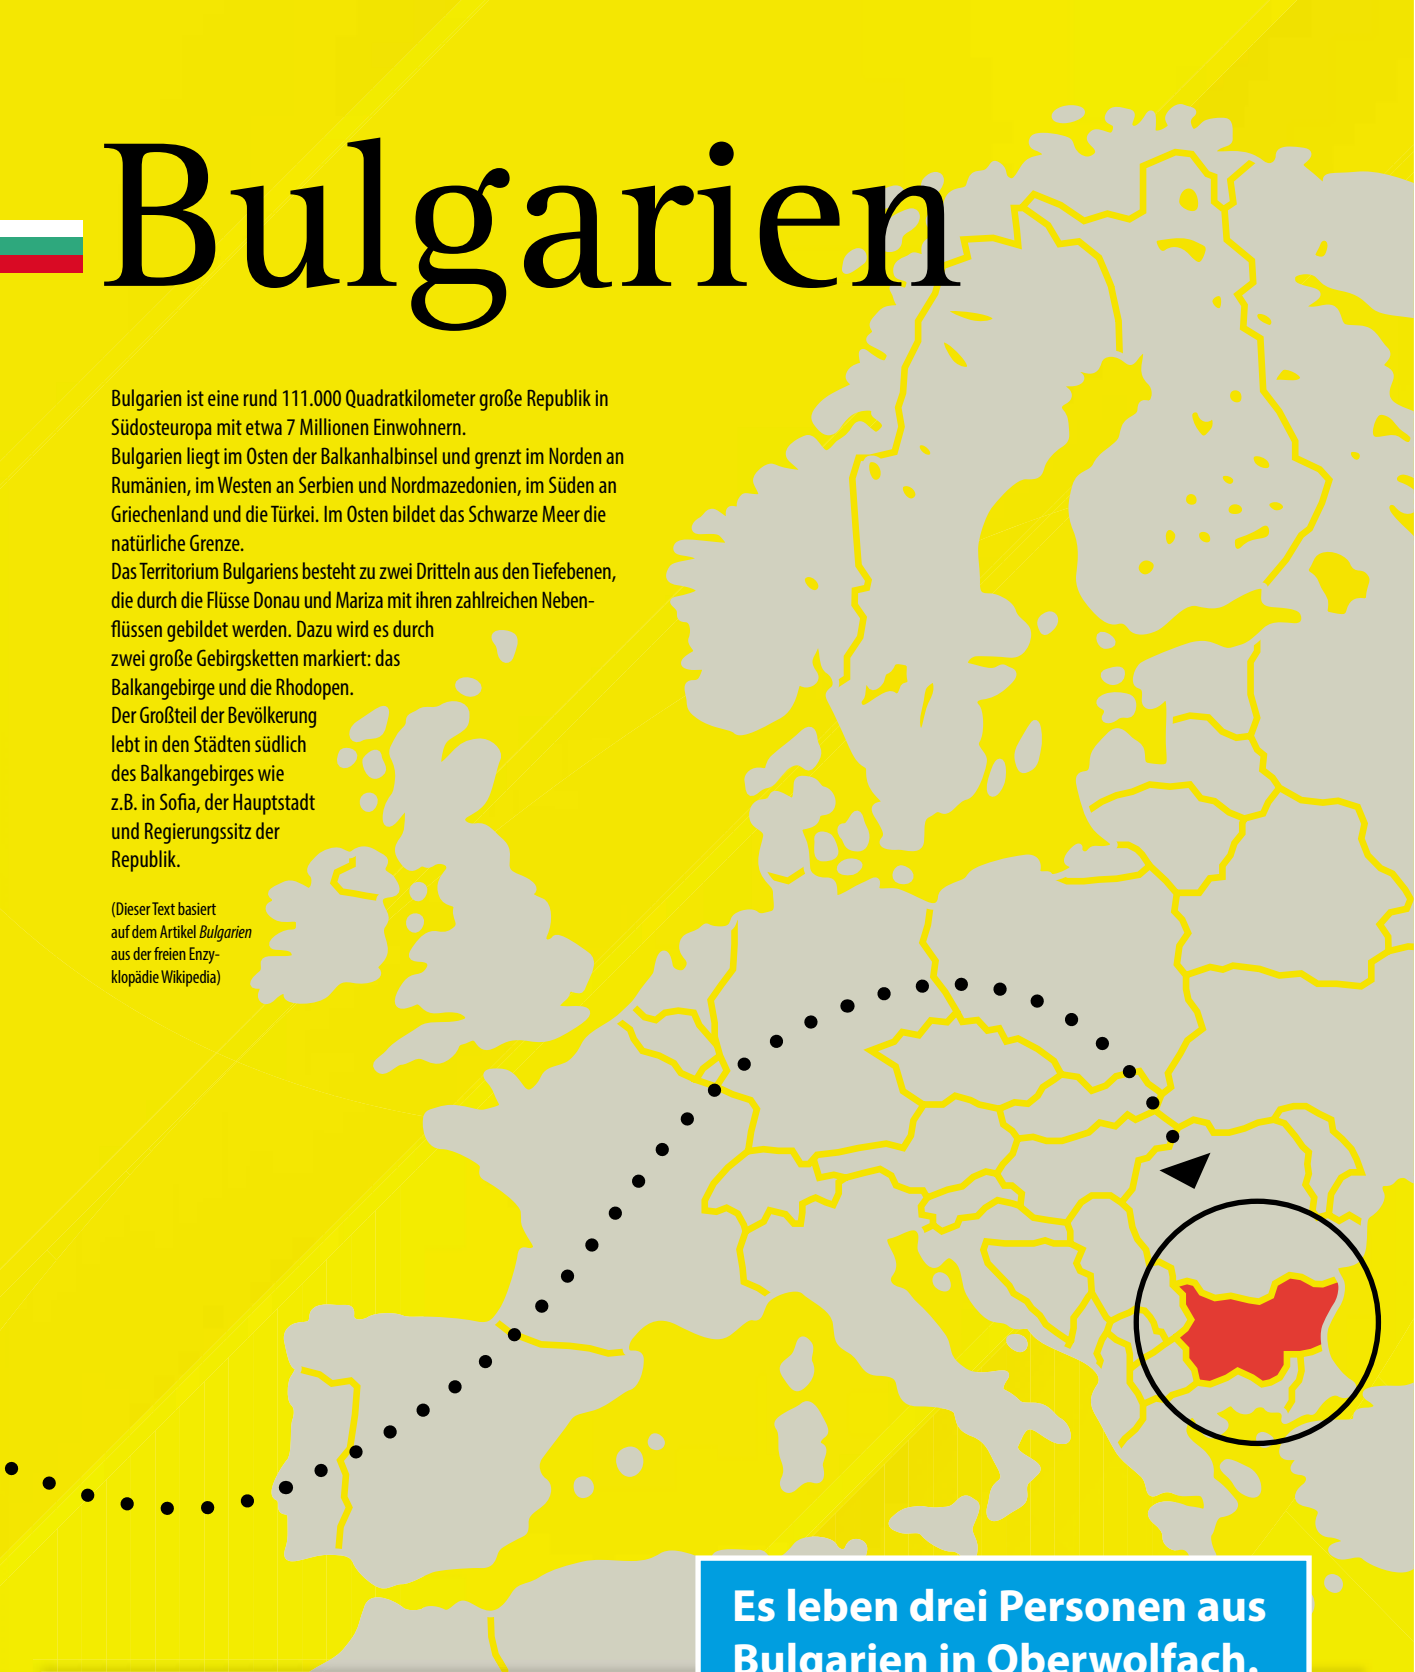 Bulgarien
Bulgarien ist eine rund 111.000 Quadratkilometer große Republik in
Südosteuropa mit etwa 7 Millionen Einwohnern.
Bulgarien liegt im Osten der Balkanhalbinsel und grenzt im Norden an
Rumänien, im Westen an Serbien und Nordmazedonien, im Süden an
Griechenland und die Türkei. Im Osten bildet das Schwarze Meer die
natürliche Grenze.
Das Territorium Bulgariens besteht zu zwei Dritteln aus den Tiefebenen,
die durch die Flüsse Donau und Mariza mit ihren zahlreichen Neben-
flüssen gebildet werden. Dazu wird es durch
zwei große Gebirgsketten markiert: das
Balkangebirge und die Rhodopen.
Der Großteil der Bevölkerung
lebt in den Städten südlich
des Balkangebirges wie
z.B. in Sofia, der Hauptstadt
und Regierungssitz der
Republik.
(Dieser Text basiert
auf dem Artikel Bulgarien
aus der freien Enzy-
klopädie Wikipedia)
Es leben drei Personen aus
Bulgarien in Oberwolfach.